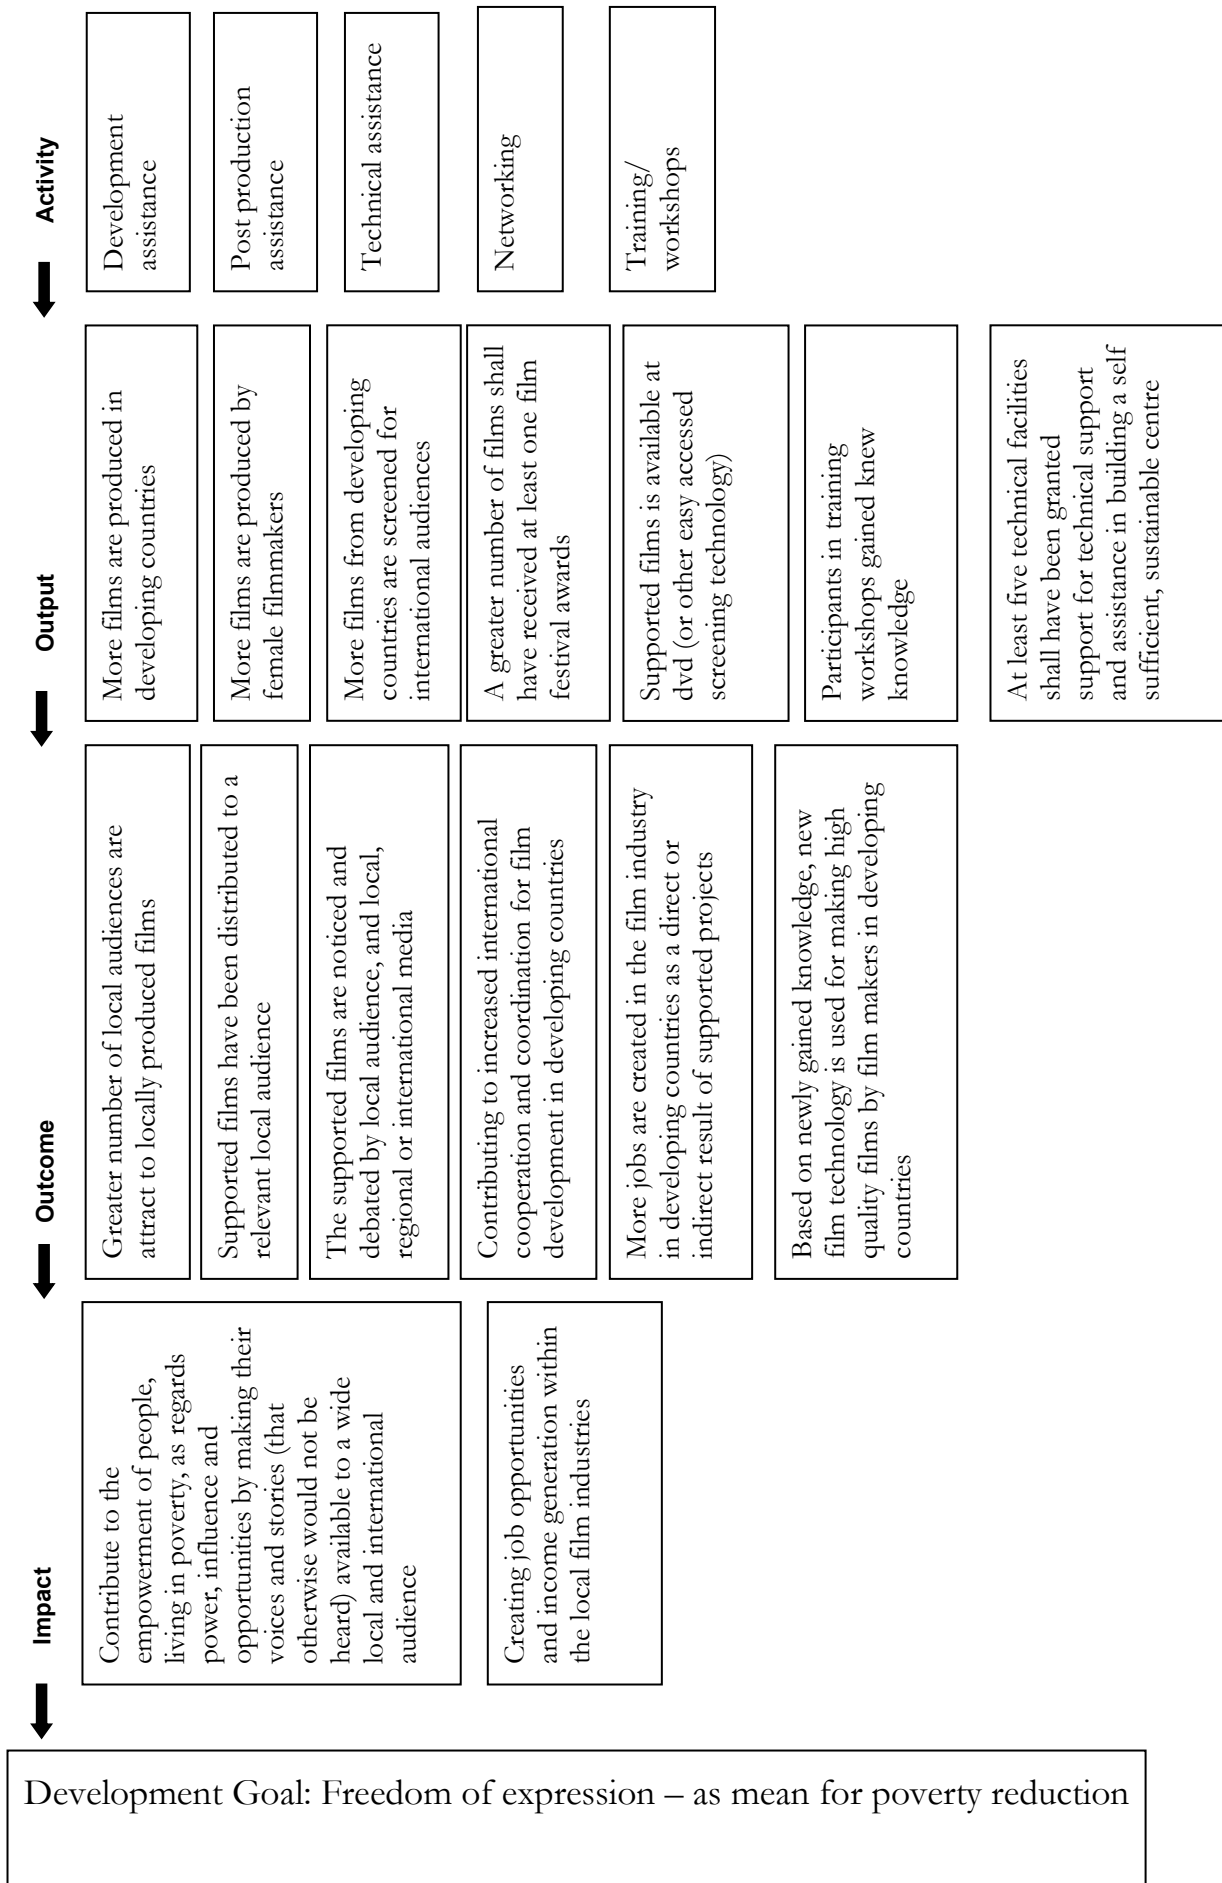 Development Goal: Freedom of expression – as mean for poverty reduction
Impact
Contribute to the
empowerment of people,
living in poverty, as regards
power, influence and
opportunities by making their
voices and stories (that
otherwise would not be
heard) available to a wide
local and international
audience
Creating job opportunities
and income generation within
the local film industries
Outcome
Greater number of local audiences are
attract to locally produced films
Supported films have been distributed to a
relevant local audience
The supported films are noticed and
debated by local audience, and local,
regional or international media
Contributing to increased international
cooperation and coordination for film
development in developing countries
More jobs are created in the film industry
in developing countries as a direct or
indirect result of supported projects
Based on newly gained knowledge, new
film technology is used for making high
quality films by film makers in developing
countries
Output
More films are produced in
developing countries
More films are produced by
female filmmakers
More films from developing
countries are screened for
international audiences
A greater number of films shall
have received at least one film
festival awards
Supported films is available at
dvd (or other easy accessed
screening technology)
Participants in training
workshops gained knew
knowledge
At least five technical facilities
shall have been granted
support for technical support
and assistance in building a self
sufficient, sustainable centre
Activity
Development
assistance
Post production
assistance
Technical assistance
Networking
Training/
workshops